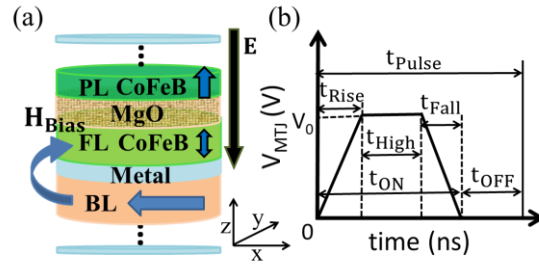 (a)
E
PL CoFeB
MgO
H_Bias
FL CoFeB
Metal
BL
z
y
x
(b)
t_Pulse
t_Rise
t_Fall
V_0
V_MTJ (V)
t_High
t_ON
t_OFF
0
time (ns)